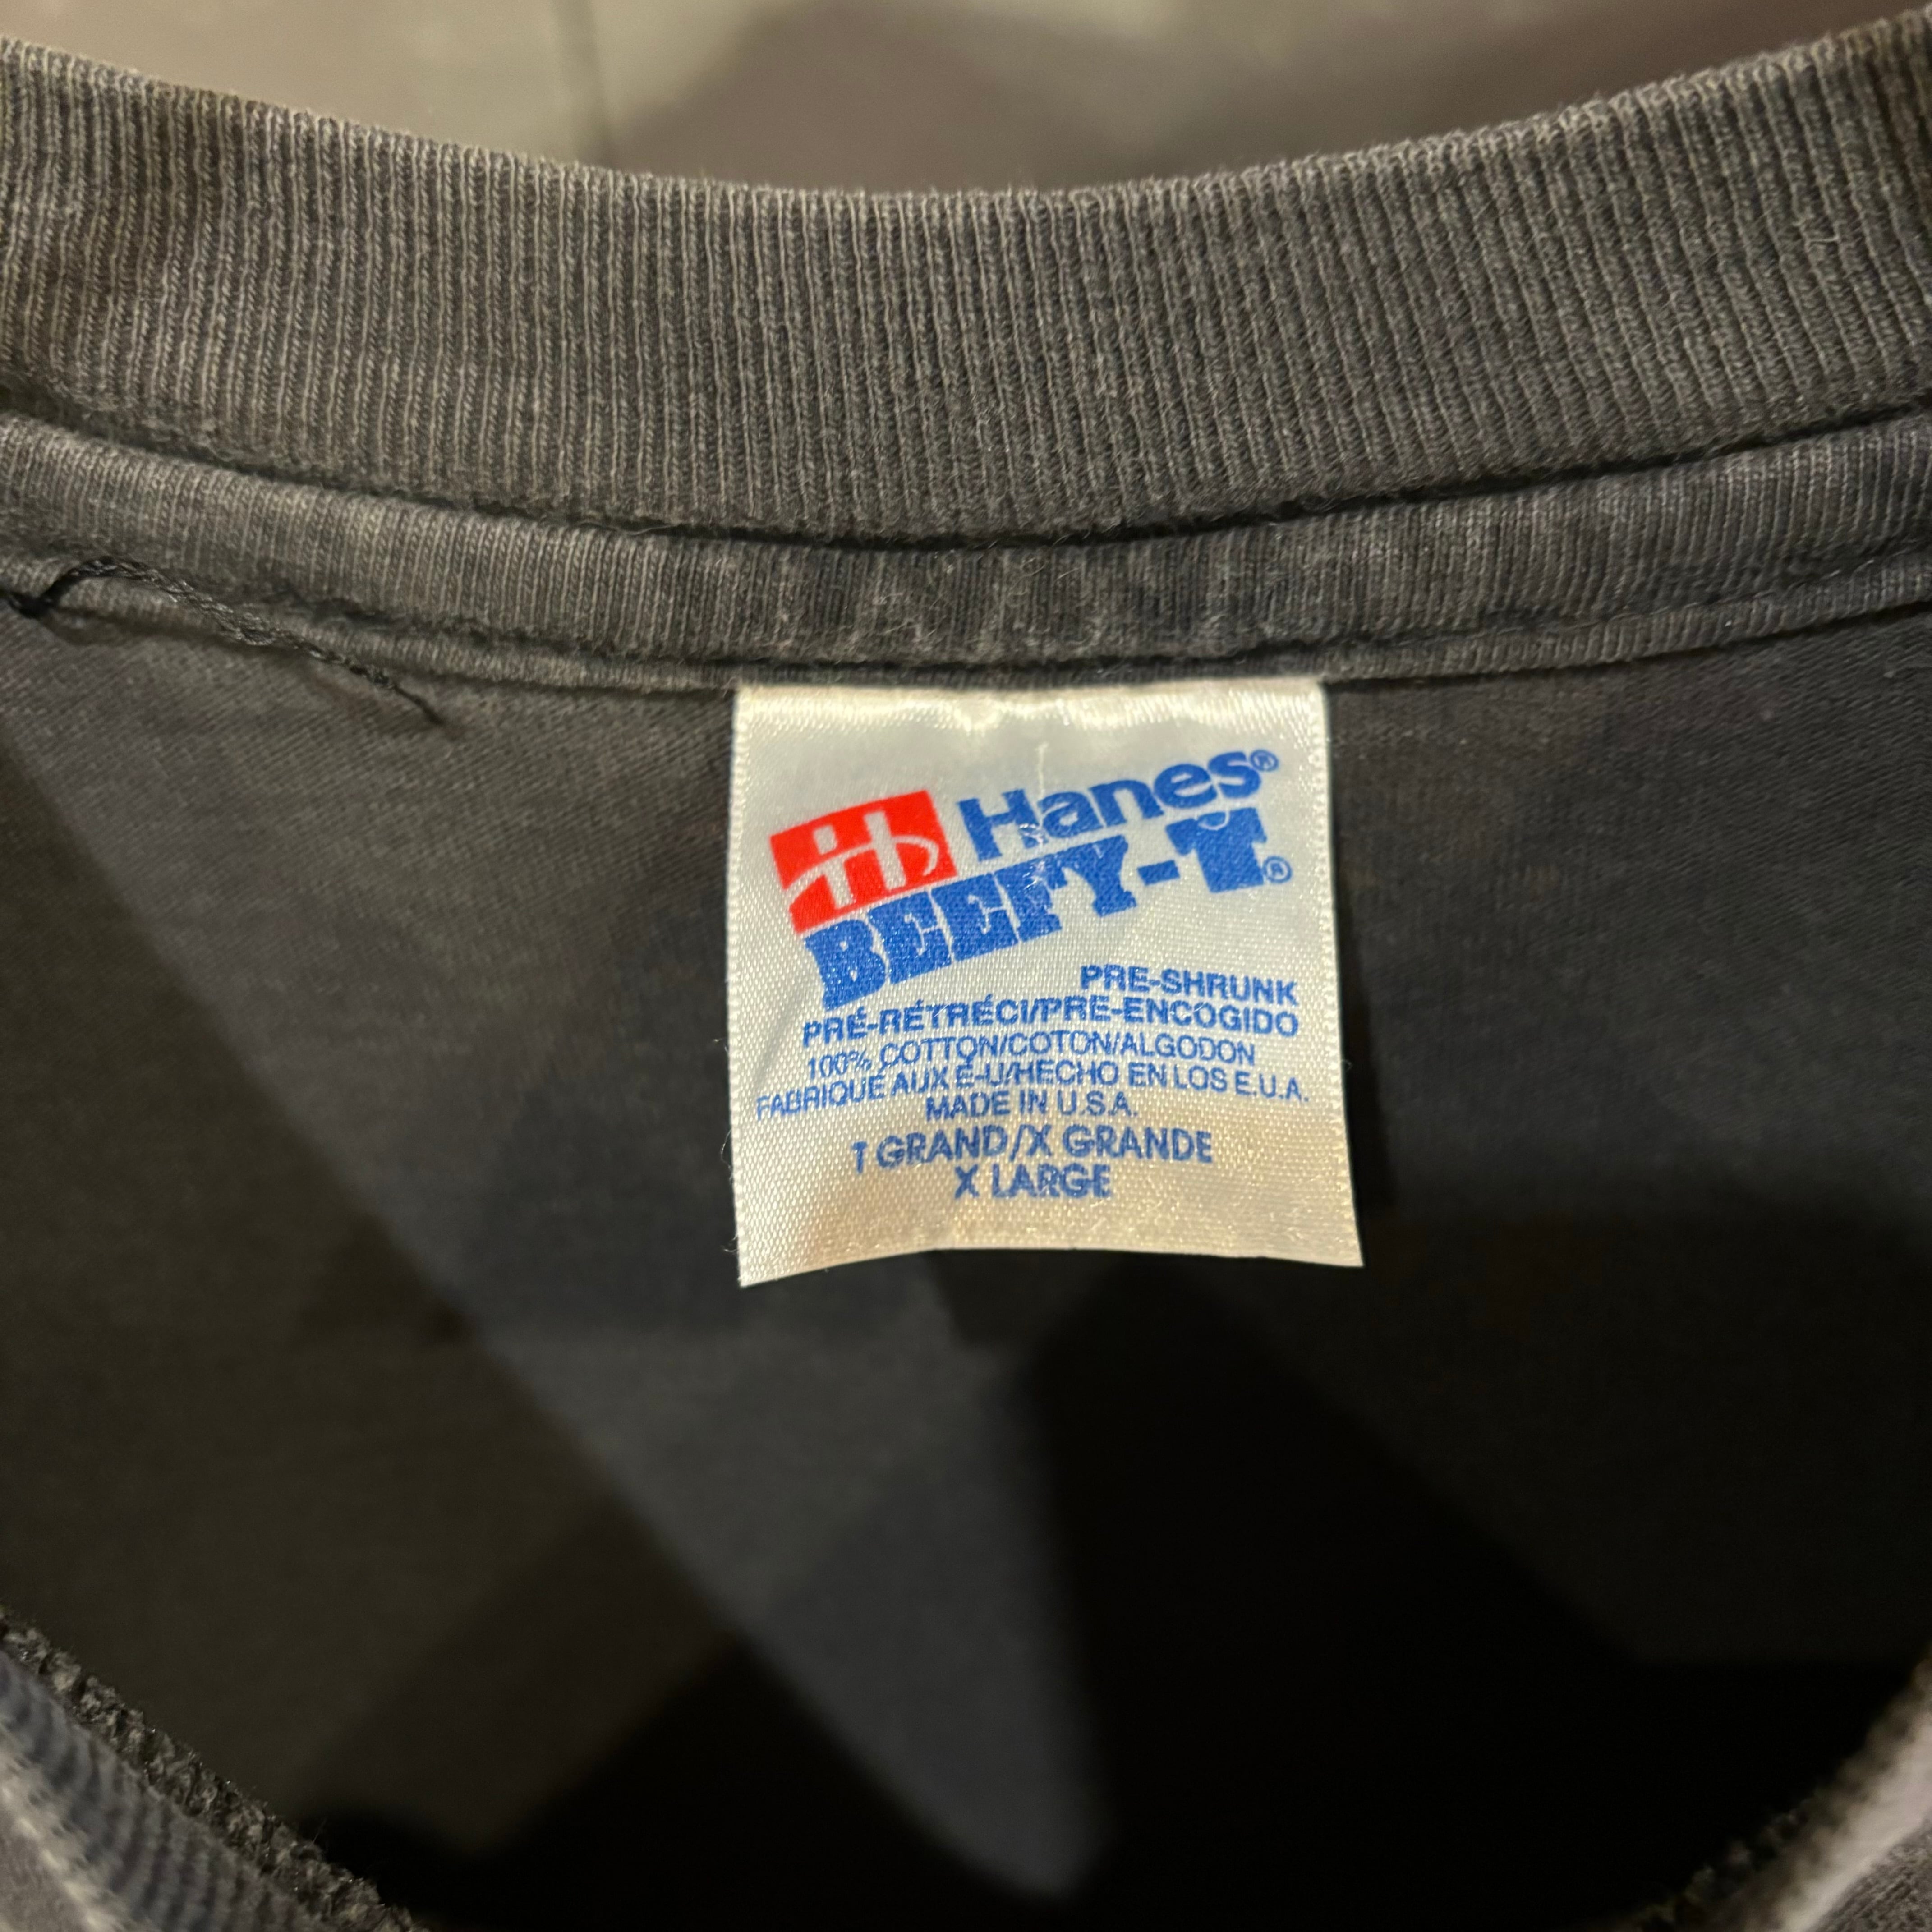 Hanes®
BEEFY-T®
PRE-SHRUNK
PRÉ-RÉTRÉCI/PRE-ENCOGIDO
100% COTTON/COTON/ALGODON
FABRIQUÉ AUX É-U/HECHO EN LOS E.U.A.
MADE IN U.S.A.
T GRAND/X GRANDE
X LARGE